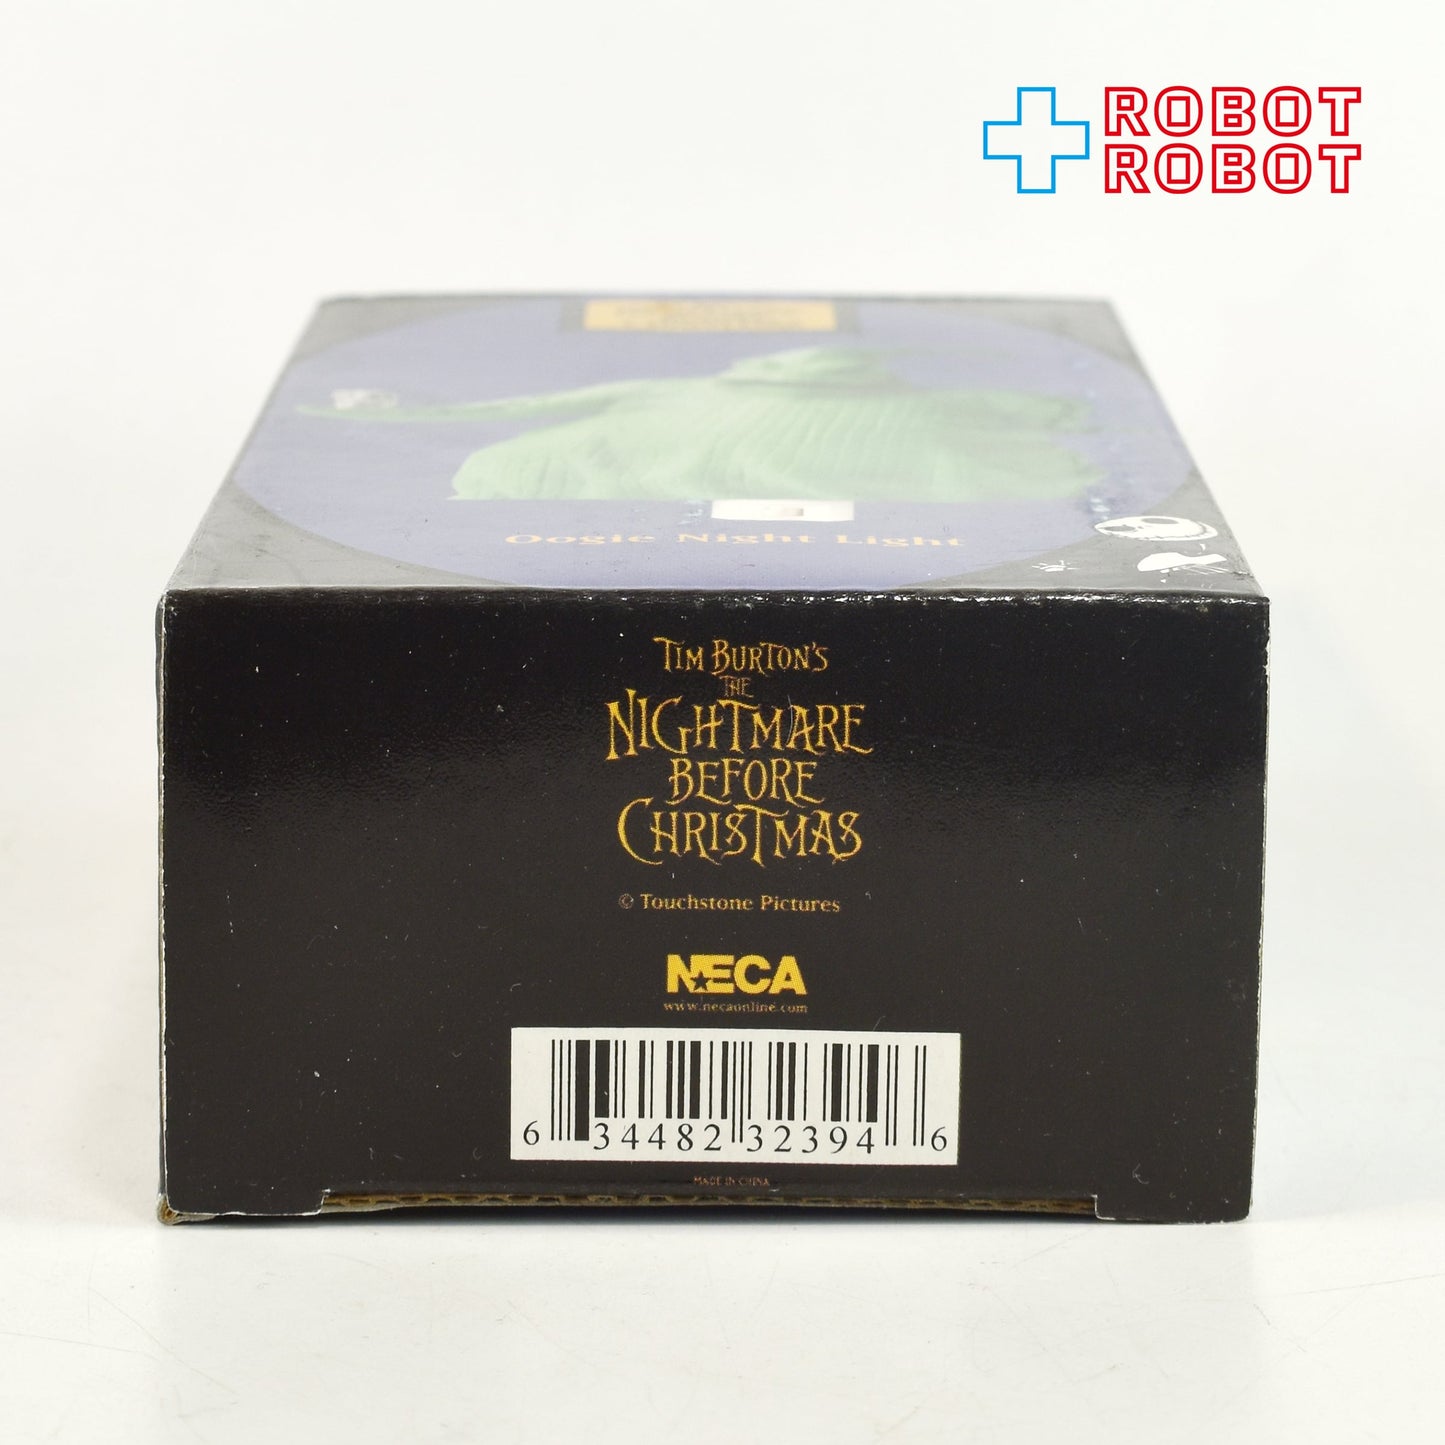 ROBOT
ROBOT
Oogie Night Light
TIM BURTON'S
THE
NIGHTMARE
BEFORE
CHRISTMAS
© Touchstone Pictures
NECA
www.necaonline.com
6 34482 32394 6
MADE IN CHINA